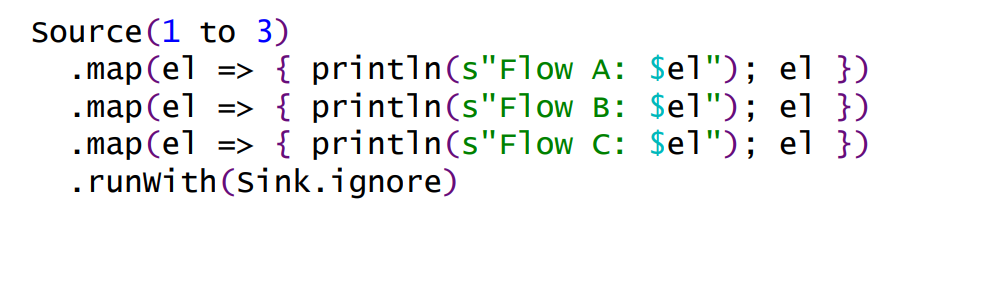 Source(1 to 3)
  .map(el => { println(s"Flow A: $el"); el })
  .map(el => { println(s"Flow B: $el"); el })
  .map(el => { println(s"Flow C: $el"); el })
  .runWith(Sink.ignore)